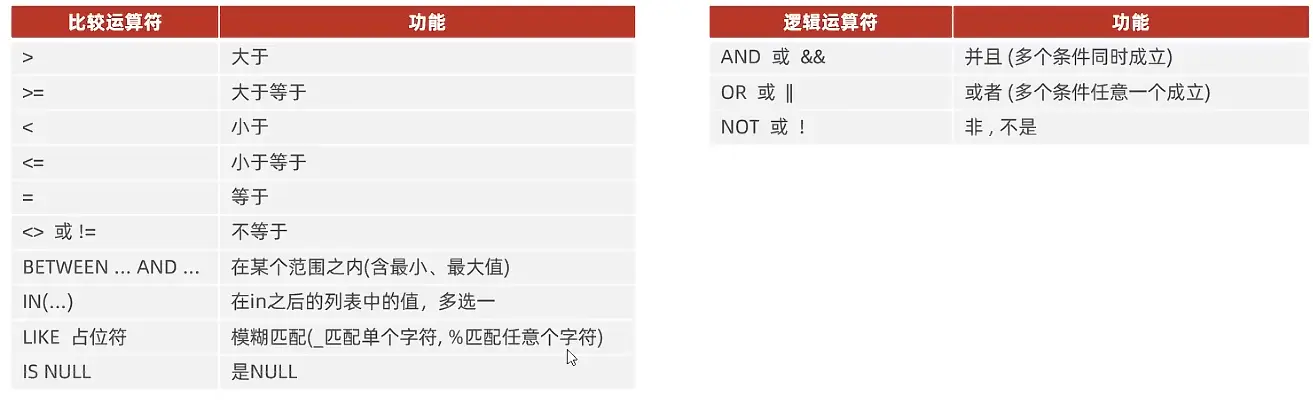 比较运算符 功能
> 大于
>= 大于等于
< 小于
<= 小于等于
= 等于
<> 或 != 不等于
BETWEEN ... AND ... 在某个范围之内(含最小、最大值)
IN(...) 在in之后的列表中的值，多选一
LIKE 占位符 模糊匹配(_匹配单个字符, %匹配任意个字符)
IS NULL 是NULL
逻辑运算符 功能
AND 或 && 并且 (多个条件同时成立)
OR 或 || 或者 (多个条件任意一个成立)
NOT 或 ! 非 , 不是